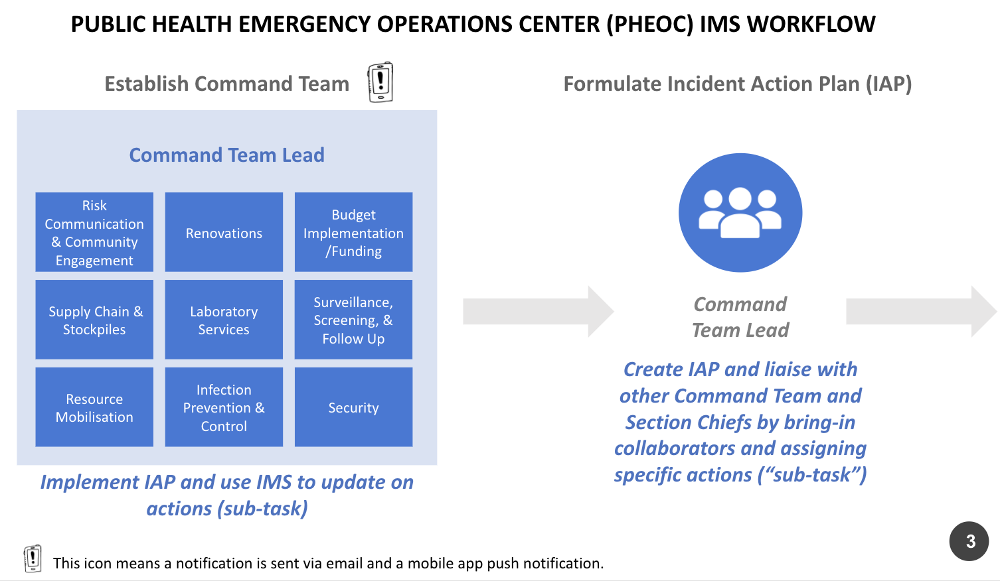 PUBLIC HEALTH EMERGENCY OPERATIONS CENTER (PHEOC) IMS WORKFLOW
Establish Command Team
Command Team Lead
Risk
Communication
& Community
Engagement
Renovations
Budget
Implementation
/Funding
Supply Chain &
Stockpiles
Laboratory
Services
Surveillance,
Screening, &
Follow Up
Resource
Mobilisation
Infection
Prevention &
Control
Security
Implement IAP and use IMS to update on
actions (sub-task)
Formulate Incident Action Plan (IAP)
Command
Team Lead
Create IAP and liaise with
other Command Team and
Section Chiefs by bring-in
collaborators and assigning
specific actions (“sub-task”)
This icon means a notification is sent via email and a mobile app push notification.
3